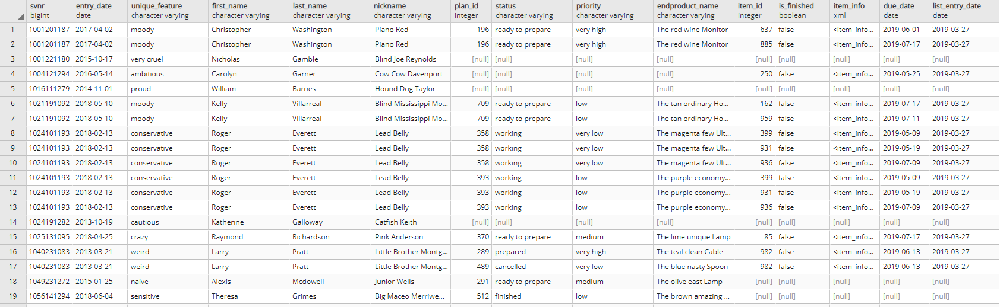 svnr entry_date unique_feature first_name last_name nickname plan_id status priority endproduct_name item_id is_finished item_info due_date list_entry_date
bigint date character varying character varying character varying character varying integer character varying character varying character varying integer boolean xml date date
1 1001201187 2017-04-02 moody Christopher Washington Piano Red 196 ready to prepare very high The red wine Monitor 637 false <item_info... 2019-06-01 2019-03-27
2 1001201187 2017-04-02 moody Christopher Washington Piano Red 196 ready to prepare very high The red wine Monitor 885 false <item_info... 2019-07-17 2019-03-27
3 1001221180 2015-10-17 very cruel Nicholas Gamble Blind Joe Reynolds [null] [null] [null] [null] [null] [null] [null] [null] [null]
4 1004121294 2016-05-14 ambitious Carolyn Garner Cow Cow Davenport [null] [null] [null] [null] 250 false <item_info... 2019-05-25 2019-03-27
5 1016111279 2014-11-01 proud William Barnes Hound Dog Taylor [null] [null] [null] [null] [null] [null] [null] [null] [null]
6 1021191092 2018-05-10 moody Kelly Villarreal Blind Mississippi Mo... 709 ready to prepare low The tan ordinary Ho... 162 false <item_info... 2019-07-17 2019-03-27
7 1021191092 2018-05-10 moody Kelly Villarreal Blind Mississippi Mo... 709 ready to prepare low The tan ordinary Ho... 959 false <item_info... 2019-07-11 2019-03-27
8 1024101193 2018-02-13 conservative Roger Everett Lead Belly 358 working very low The magenta few Ult... 399 false <item_info... 2019-05-09 2019-03-27
9 1024101193 2018-02-13 conservative Roger Everett Lead Belly 358 working very low The magenta few Ult... 931 false <item_info... 2019-05-19 2019-03-27
10 1024101193 2018-02-13 conservative Roger Everett Lead Belly 358 working very low The magenta few Ult... 936 false <item_info... 2019-07-09 2019-03-27
11 1024101193 2018-02-13 conservative Roger Everett Lead Belly 393 working low The purple economy... 399 false <item_info... 2019-05-09 2019-03-27
12 1024101193 2018-02-13 conservative Roger Everett Lead Belly 393 working low The purple economy... 931 false <item_info... 2019-05-19 2019-03-27
13 1024101193 2018-02-13 conservative Roger Everett Lead Belly 393 working low The purple economy... 936 false <item_info... 2019-07-09 2019-03-27
14 1024191282 2013-10-19 cautious Katherine Galloway Catfish Keith [null] [null] [null] [null] [null] [null] [null] [null] [null]
15 1025131095 2018-04-25 crazy Raymond Richardson Pink Anderson 370 ready to prepare medium The lime unique Lamp 85 false <item_info... 2019-07-17 2019-03-27
16 1040231083 2013-03-21 weird Larry Pratt Little Brother Montg... 289 prepared very high The teal clean Cable 982 false <item_info... 2019-06-13 2019-03-27
17 1040231083 2013-03-21 weird Larry Pratt Little Brother Montg... 489 cancelled very low The blue nasty Spoon 982 false <item_info... 2019-06-13 2019-03-27
18 1049231272 2015-01-25 naive Alexis Mcdowell Junior Wells 291 ready to prepare medium The olive east Lamp [null] [null] [null] [null] [null]
19 1056141294 2018-06-04 sensitive Theresa Grimes Big Maceo Merriwe... 512 finished low The brown amazing ... [null] [null] [null] [null] [null]